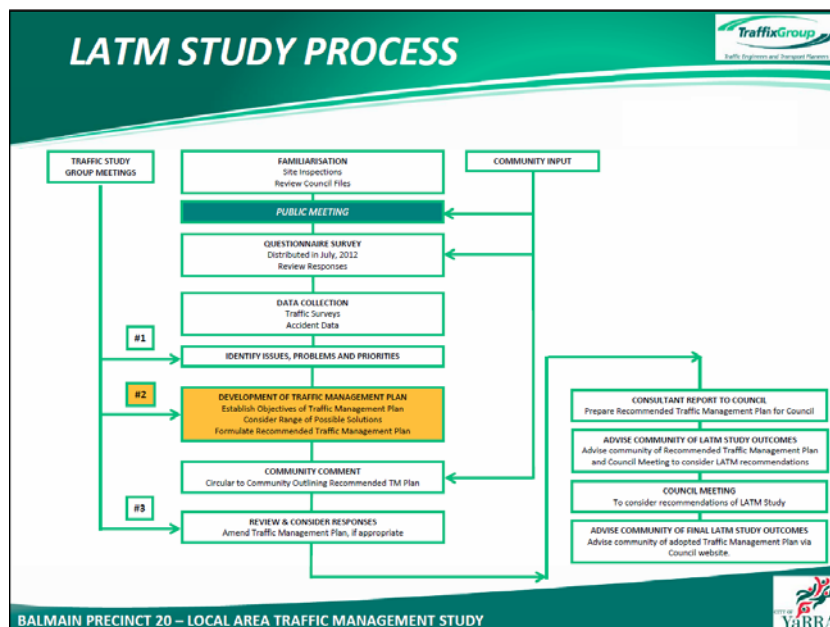 LATM STUDY PROCESS
TraffixGroup
Traffic Engineers and Transport Planners
TRAFFIC STUDY
GROUP MEETINGS
FAMILIARISATION
Site Inspections
Review Council Files
COMMUNITY INPUT
PUBLIC MEETING
QUESTIONNAIRE SURVEY
Distributed in July, 2012
Review Responses
DATA COLLECTION
Traffic Surveys
Accident Data
#1
IDENTIFY ISSUES, PROBLEMS AND PRIORITIES
#2
DEVELOPMENT OF TRAFFIC MANAGEMENT PLAN
Establish Objectives of Traffic Management Plan
Consider Range of Possible Solutions
Formulate Recommended Traffic Management Plan
COMMUNITY COMMENT
Circular to Community Outlining Recommended TM Plan
#3
REVIEW & CONSIDER RESPONSES
Amend Traffic Management Plan, if appropriate
CONSULTANT REPORT TO COUNCIL
Prepare Recommended Traffic Management Plan for Council
ADVISE COMMUNITY OF LATM STUDY OUTCOMES
Advise community of Recommended Traffic Management Plan
and Council Meeting to consider LATM recommendations
COUNCIL MEETING
To consider recommendations of LATM Study
ADVISE COMMUNITY OF FINAL LATM STUDY OUTCOMES
Advise community of adopted Traffic Management Plan via
Council website.
BALMAIN PRECINCT 20 – LOCAL AREA TRAFFIC MANAGEMENT STUDY
CITY OF
YaRRA